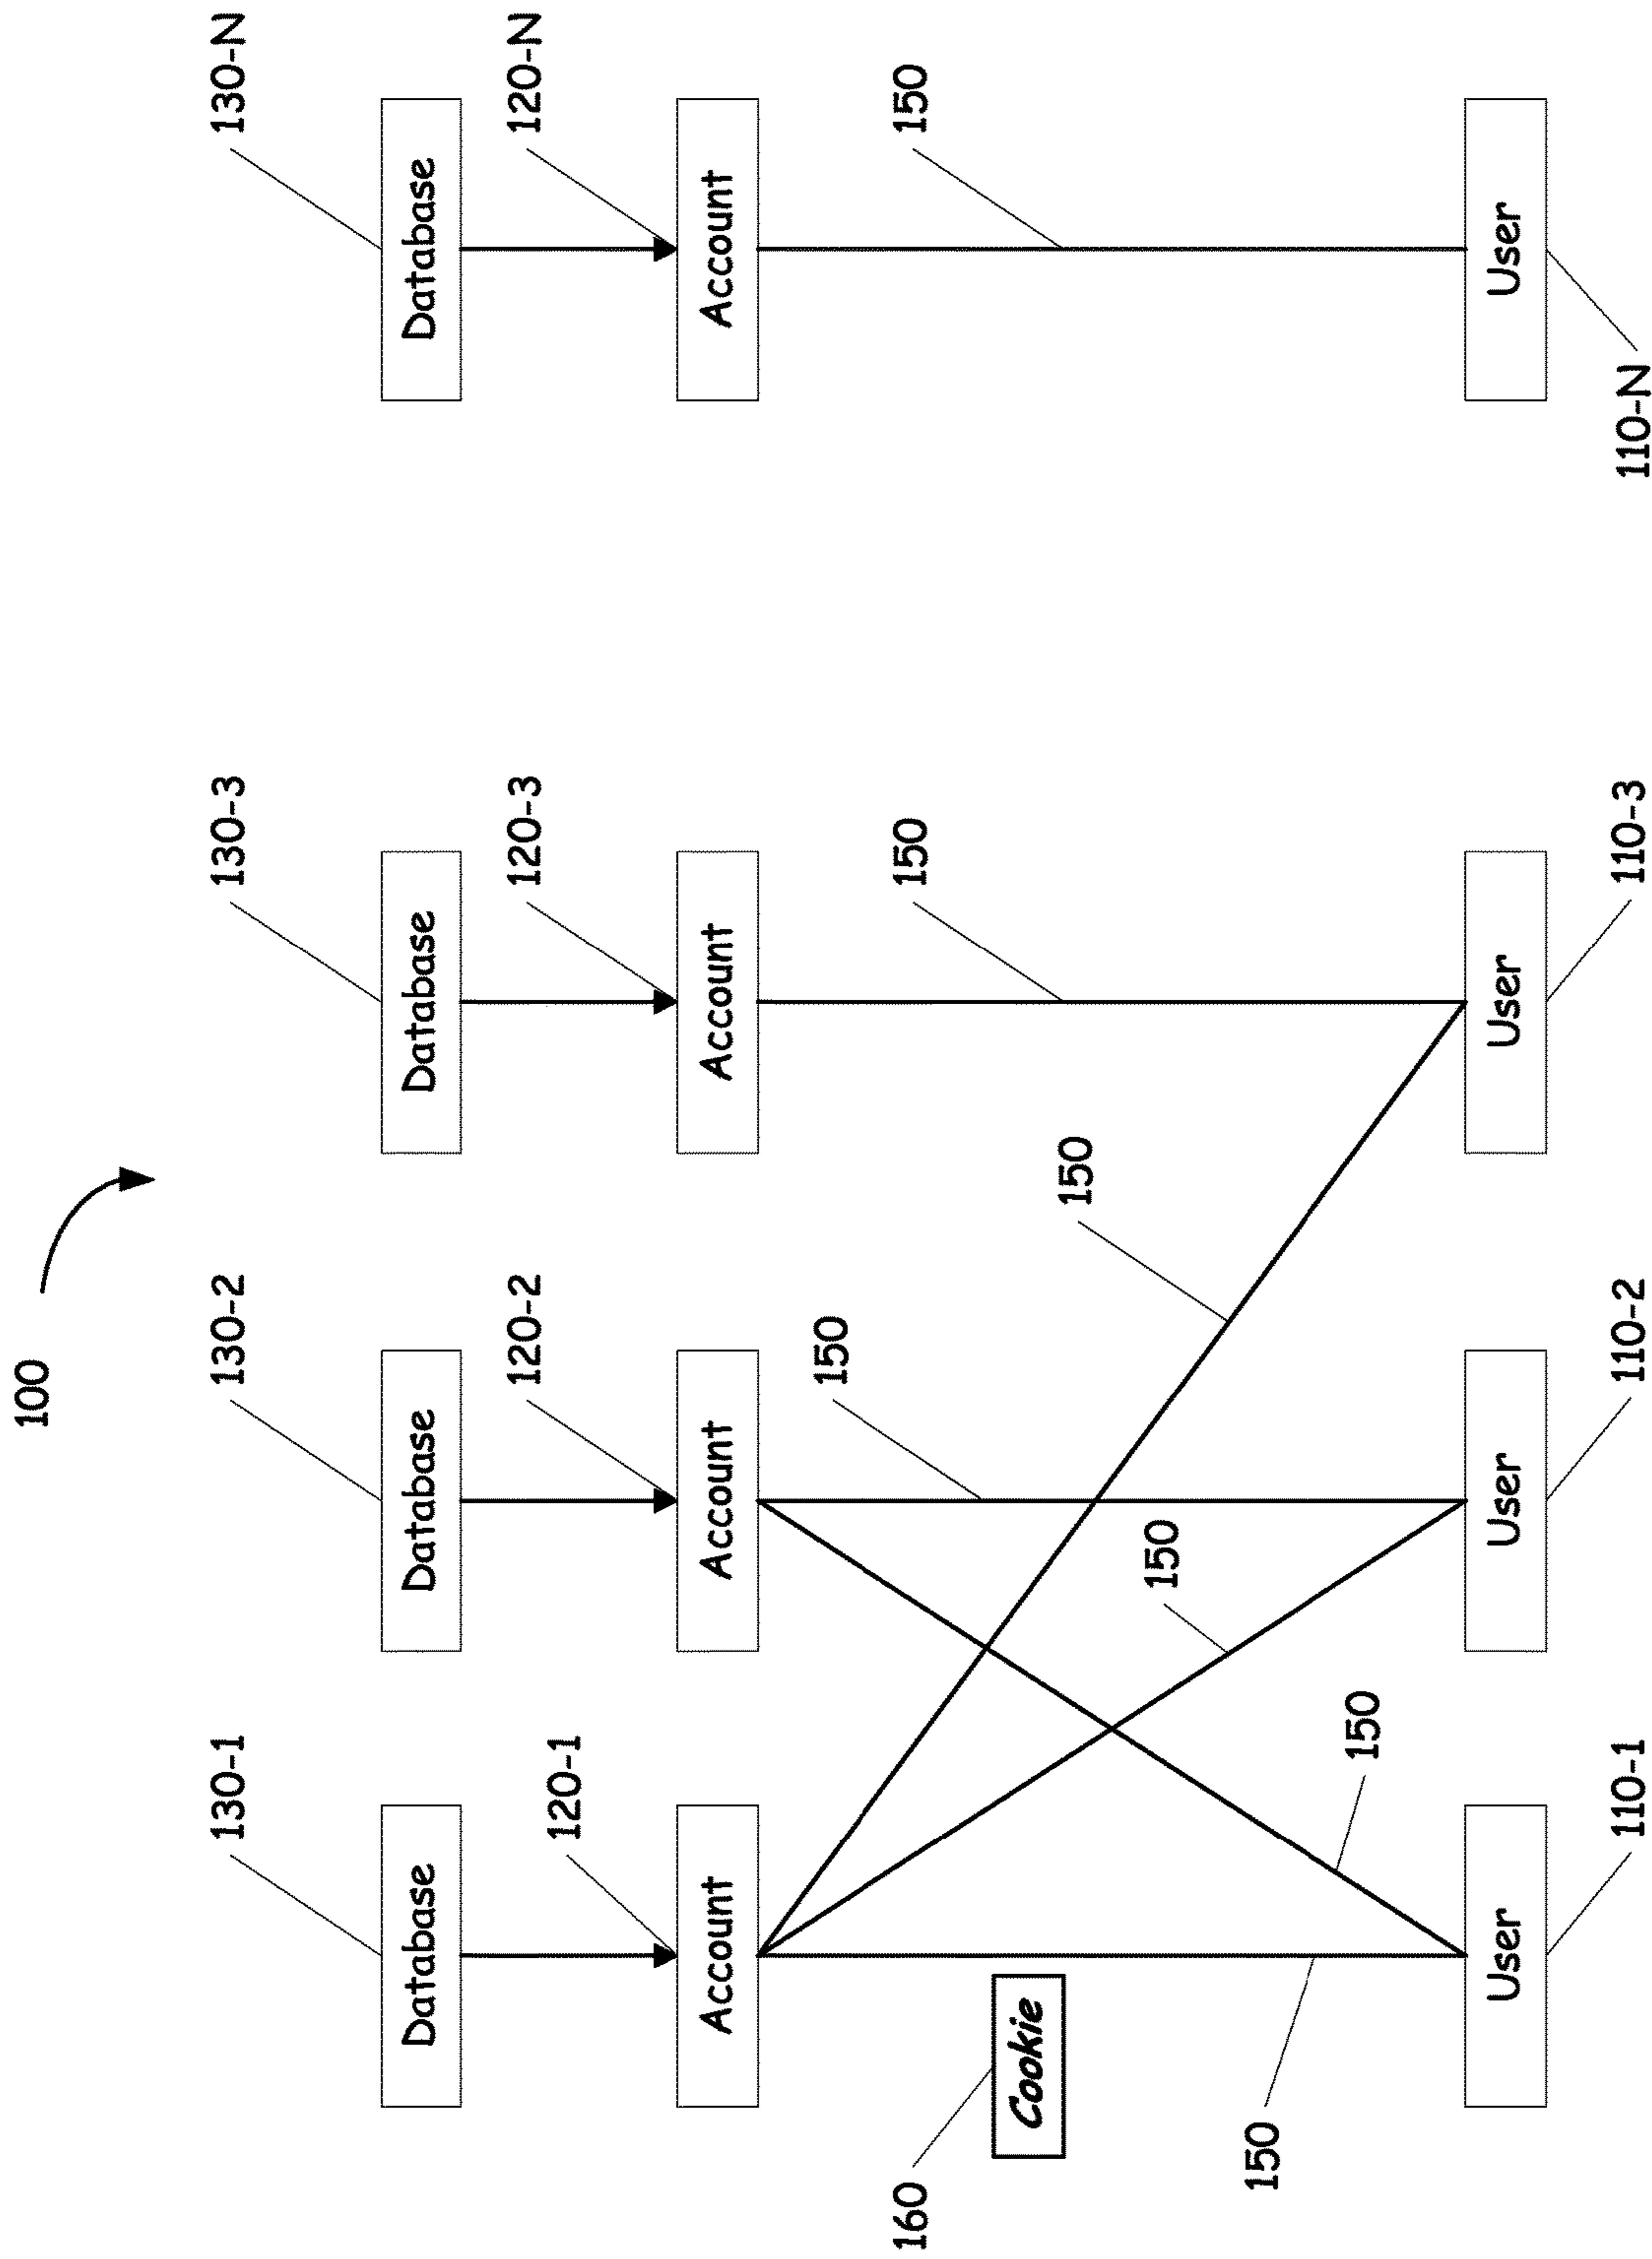 100
130-1
130-2
130-3
130-N
Database
Database
Database
Database
120-1
120-2
120-3
120-N
Account
Account
Account
Account
150
160
150
150
Cookie
150
150
150
150
User
User
User
User
110-1
110-2
110-3
110-N